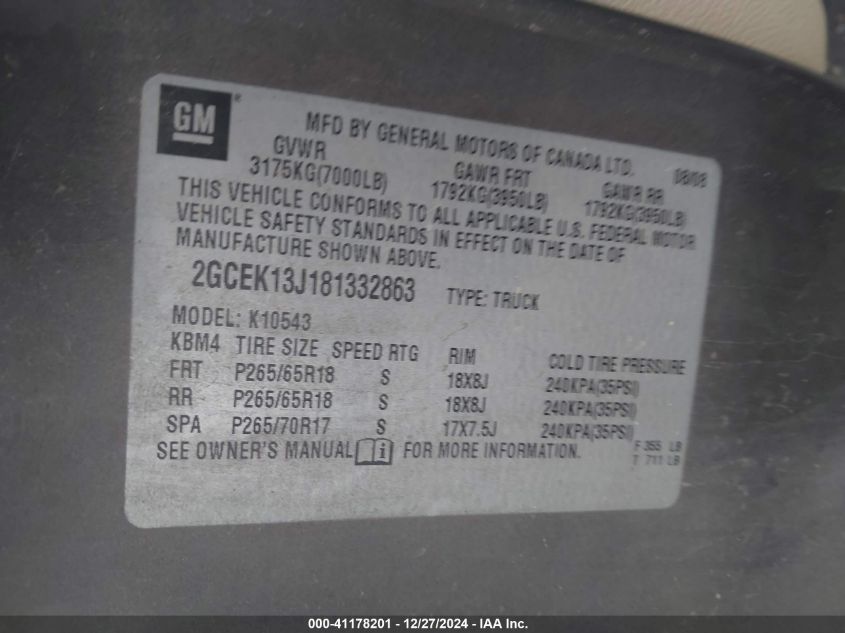 GM ®
MFD BY GENERAL MOTORS OF CANADA LTD. 08/08
GVWR GAWR FRT GAWR RR
3175KG(7000LB) 1792KG(3950LB) 1792KG(3950LB)
THIS VEHICLE CONFORMS TO ALL APPLICABLE U.S. FEDERAL MOTOR
VEHICLE SAFETY STANDARDS IN EFFECT ON THE DATE OF
MANUFACTURE SHOWN ABOVE.
2GCEK13J181332863 TYPE: TRUCK
MODEL: K10543
KBM4 TIRE SIZE SPEED RTG RIM COLD TIRE PRESSURE
FRT P265/65R18 S 18X8J 240KPA(35PSI)
RR P265/65R18 S 18X8J 240KPA(35PSI)
SPA P265/70R17 S 17X7.5J 240KPA(35PSI)
SEE OWNER'S MANUAL i FOR MORE INFORMATION. F 355 LB
T 711 LB
000-41178201 - 12/27/2024 - IAA Inc.